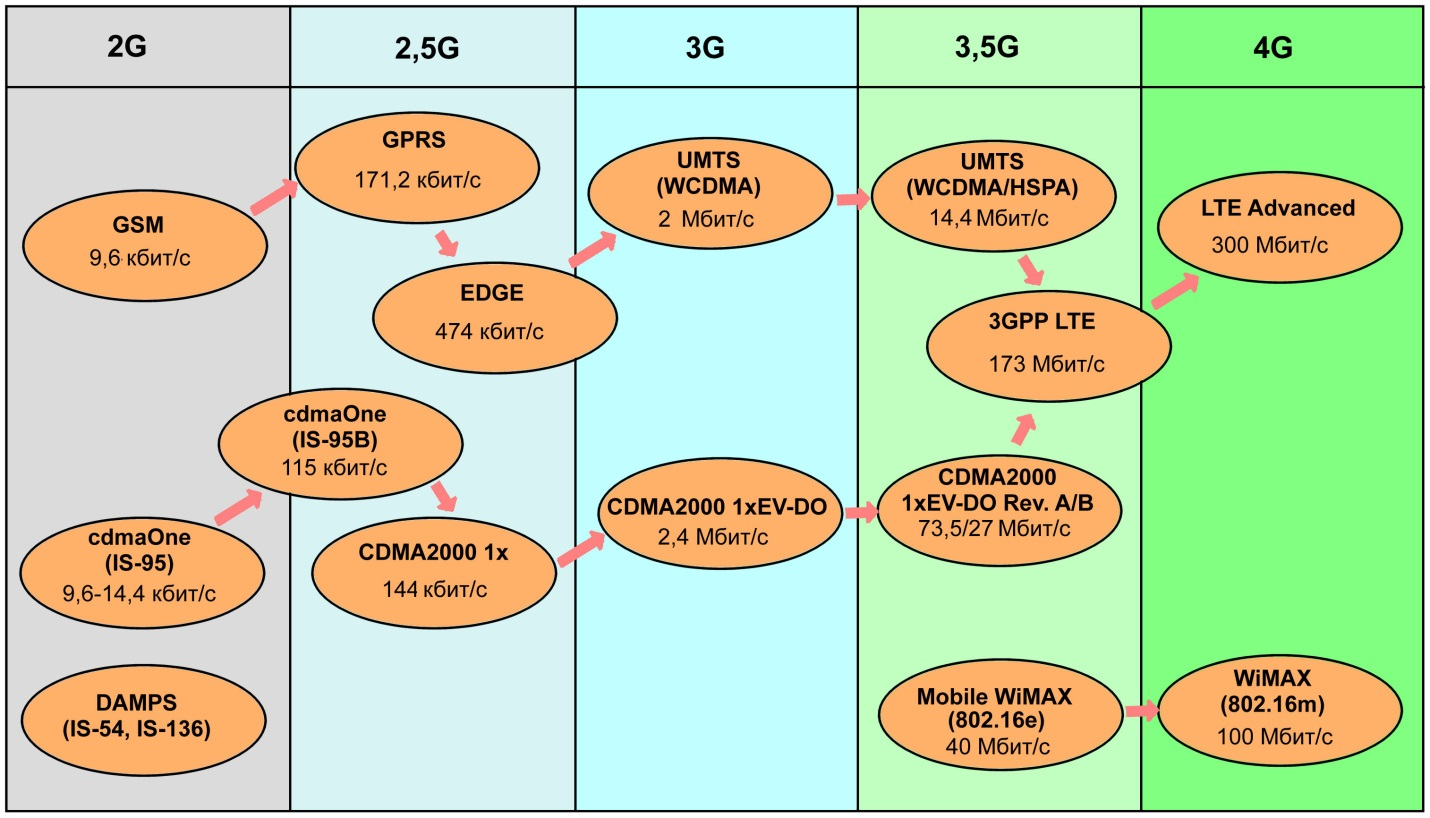 2G
2,5G
3G
3,5G
4G
GSM
9,6 кбит/с
cdmaOne
(IS-95)
9,6-14,4 кбит/с
DAMPS
(IS-54, IS-136)
GPRS
171,2 кбит/с
EDGE
474 кбит/с
cdmaOne
(IS-95B)
115 кбит/с
CDMA2000 1x
144 кбит/с
UMTS
(WCDMA)
2 Мбит/с
CDMA2000 1xEV-DO
2,4 Мбит/с
UMTS
(WCDMA/HSPA)
14,4 Мбит/с
3GPP LTE
173 Мбит/с
CDMA2000
1xEV-DO Rev. A/B
73,5/27 Мбит/с
Mobile WiMAX
(802.16e)
40 Мбит/с
LTE Advanced
300 Мбит/с
WiMAX
(802.16m)
100 Мбит/с